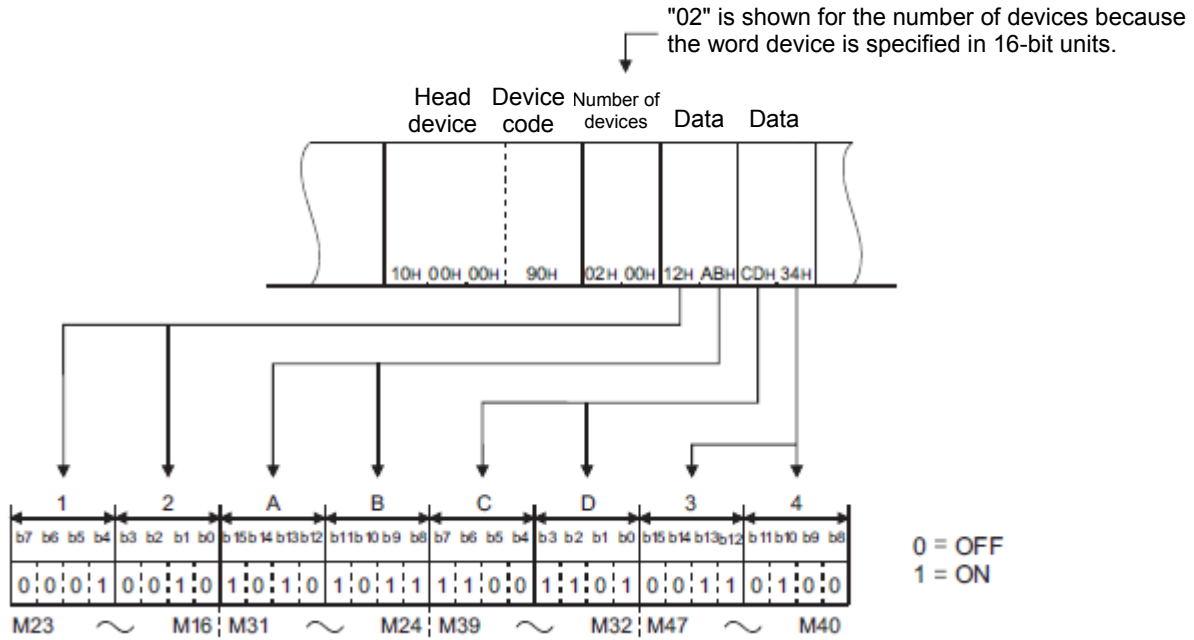 "02" is shown for the number of devices because
the word device is specified in 16-bit units.
Head device
Device code
Number of devices
Data
Data
10H 00H 00H 90H 02H 00H 12H ABH CDH 34H
1 2 A B C D 3 4
b7 b6 b5 b4 b3 b2 b1 b0 b15 b14 b13 b12 b11 b10 b9 b8 b7 b6 b5 b4 b3 b2 b1 b0 b15 b14 b13 b12 b11 b10 b9 b8
0 0 0 1 0 0 1 0 1 0 1 0 1 0 1 1 1 1 0 0 1 1 0 1 0 0 1 1 0 1 0 0
M23 ~ M16 M31 ~ M24 M39 ~ M32 M47 ~ M40
0 = OFF
1 = ON